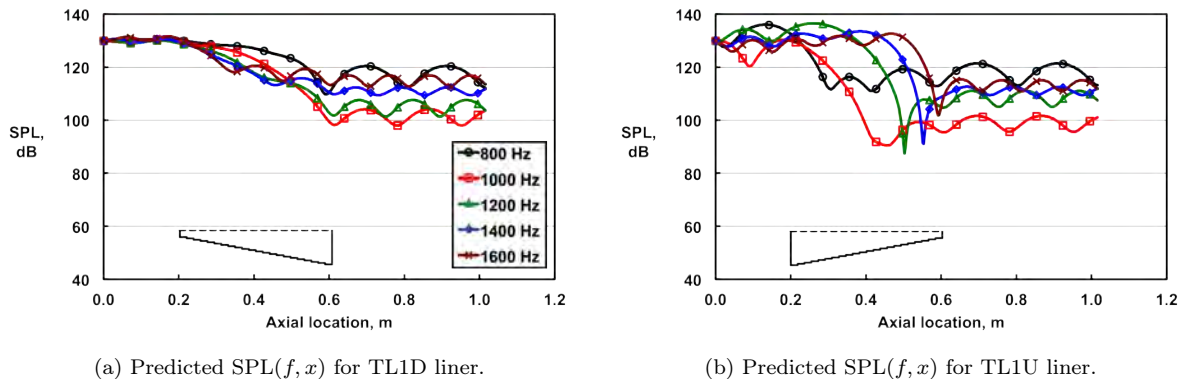 140
120
100
80
60
40
SPL,
dB
0.0 0.2 0.4 0.6 0.8 1.0 1.2
Axial location, m
800 Hz
1000 Hz
1200 Hz
1400 Hz
1600 Hz
(a) Predicted SPL(f, x) for TL1D liner.
140
120
100
80
60
40
SPL,
dB
0.0 0.2 0.4 0.6 0.8 1.0 1.2
Axial location, m
(b) Predicted SPL(f, x) for TL1U liner.